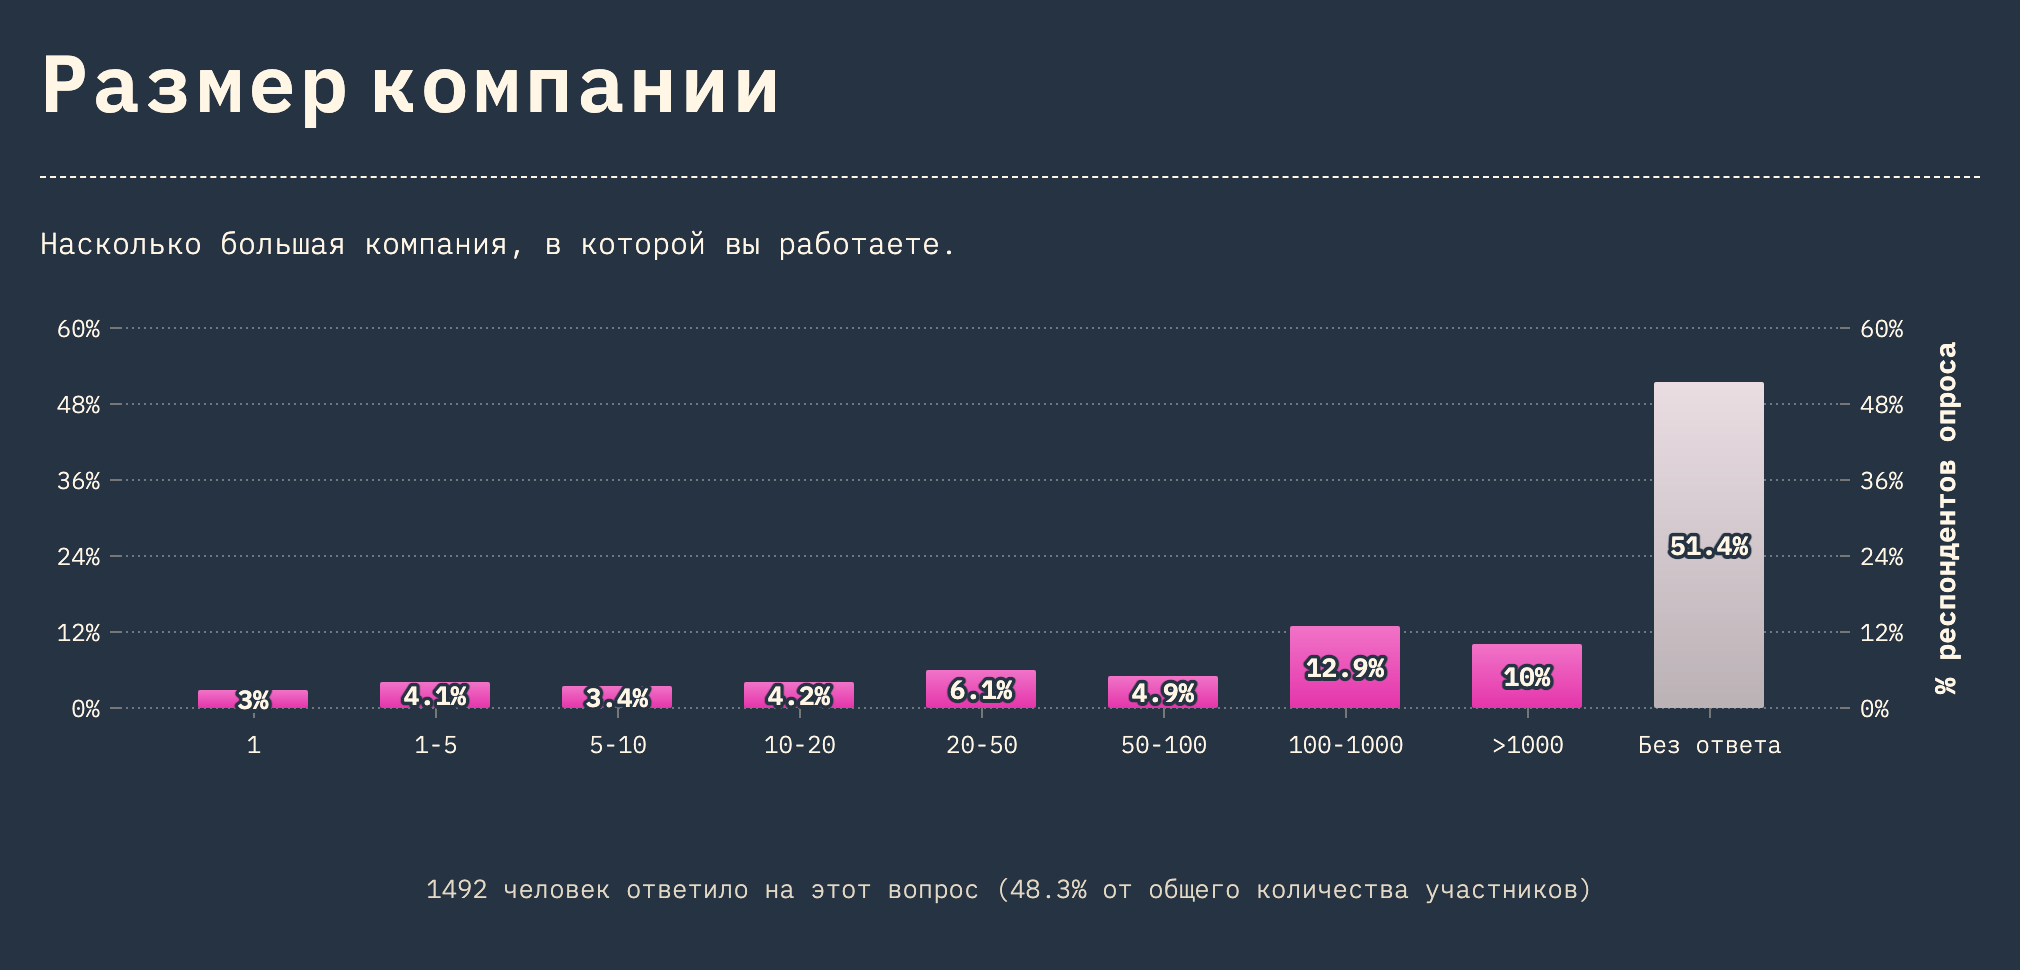 Размер компании
Насколько большая компания, в которой вы работаете.
60% 60%
48% 48%
36% 36%
24% 24%
12% 12%
0% 0%
% респондентов опроса
3% 4.1% 3.4% 4.2% 6.1% 4.9% 12.9% 10% 51.4%
1 1-5 5-10 10-20 20-50 50-100 100-1000 >1000 Без ответа
1492 человек ответило на этот вопрос (48.3% от общего количества участников)